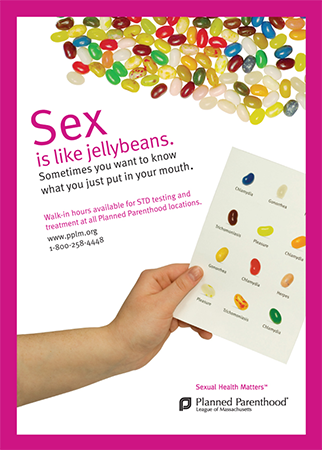 Sex
is like jellybeans.
Sometimes you want to know
what you just put in your mouth.
Walk-in hours available for STD testing and
treatment at all Planned Parenthood locations.
www.pplm.org
1-800-258-4448
Chlamydia
Gonorrhea
Trichomoniasis
Pleasure
Chlamydia
Gonorrhea
Chlamydia
Herpes
Pleasure
Trichomoniasis
Chlamydia
Sexual Health Matters™
Planned Parenthood®
League of Massachusetts